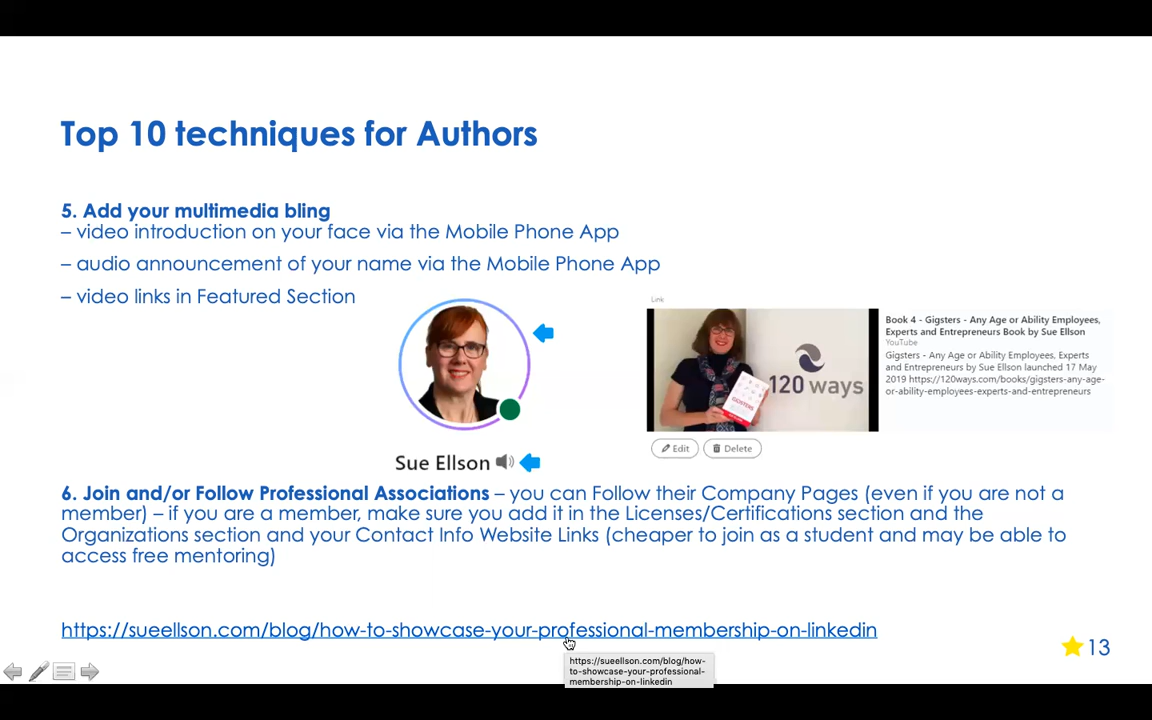 Top 10 techniques for Authors
5. Add your multimedia bling
– video introduction on your face via the Mobile Phone App
– audio announcement of your name via the Mobile Phone App
– video links in Featured Section
Link
120 ways
GIGSTERS
Book 4 - Gigsters - Any Age or Ability Employees,
Experts and Entrepreneurs Book by Sue Ellson
YouTube
Gigsters - Any Age or Ability Employees, Experts
and Entrepreneurs by Sue Ellson launched 17 May
2019 https://120ways.com/books/gigsters-any-age-
or-ability-employees-experts-and-entrepreneurs
Edit
Delete
Sue Ellson
6. Join and/or Follow Professional Associations – you can Follow their Company Pages (even if you are not a
member) – if you are a member, make sure you add it in the Licenses/Certifications section and the
Organizations section and your Contact Info Website Links (cheaper to join as a student and may be able to
access free mentoring)
https://sueellson.com/blog/how-to-showcase-your-professional-membership-on-linkedin
https://sueellson.com/blog/how-
to-showcase-your-professional-
membership-on-linkedin
13